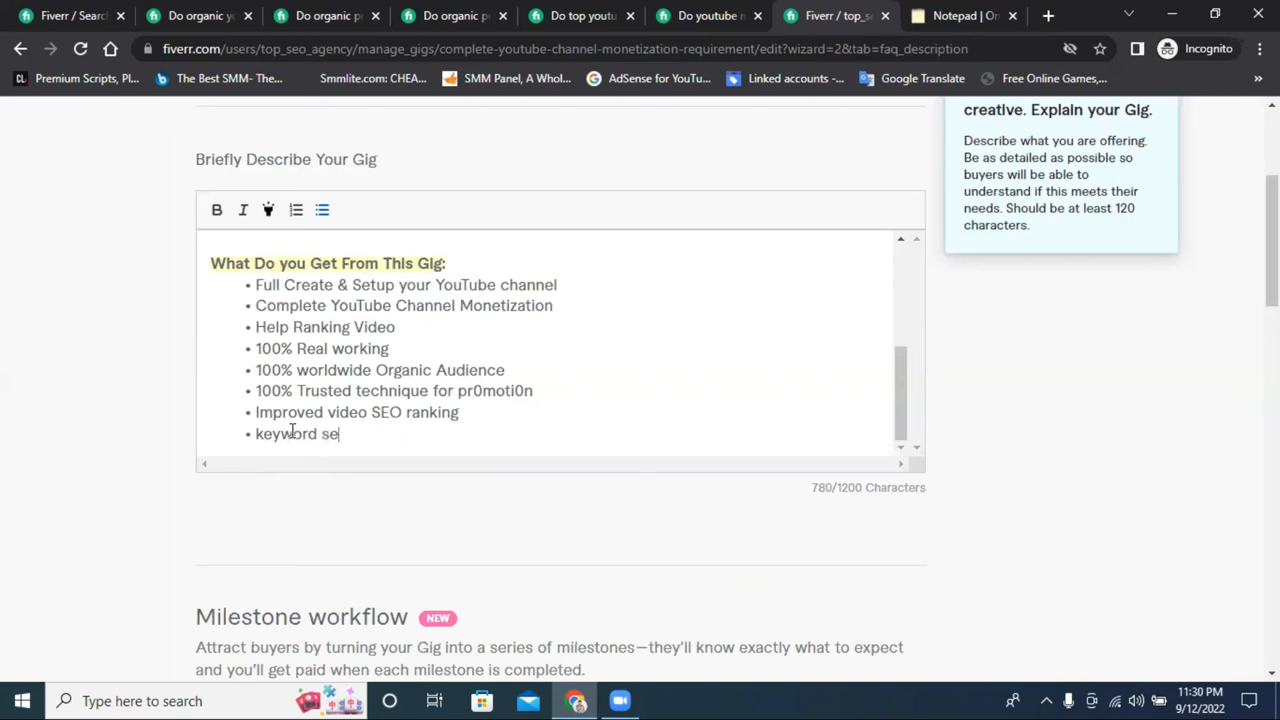 Fiverr / Searc
Do organic yo
Do organic pr
Do organic pr
Do top youtu
Do youtube m
Fiverr / top_se
Notepad | On
fiverr.com/users/top_seo_agency/manage_gigs/complete-youtube-channel-monetization-requirement/edit?wizard=2&tab=faq_description
Incognito
Premium Scripts, Pl...
The Best SMM- The...
Smmlite.com: CHEA...
SMM Panel, A Whol...
AdSense for YouTu...
Linked accounts -...
Google Translate
Free Online Games,...
»
creative. Explain your Gig.
Describe what you are offering.
Be as detailed as possible so
buyers will be able to
understand if this meets their
needs. Should be at least 120
characters.
Briefly Describe Your Gig
B I
What Do you Get From This Gig:
• Full Create & Setup your YouTube channel
• Complete YouTube Channel Monetization
• Help Ranking Video
• 100% Real working
• 100% worldwide Organic Audience
• 100% Trusted technique for pr0moti0n
• Improved video SEO ranking
• keyword se
780/1200 Characters
Milestone workflow NEW
Attract buyers by turning your Gig into a series of milestones—they'll know exactly what to expect
and you'll get paid when each milestone is completed.
Type here to search
11:30 PM
9/12/2022